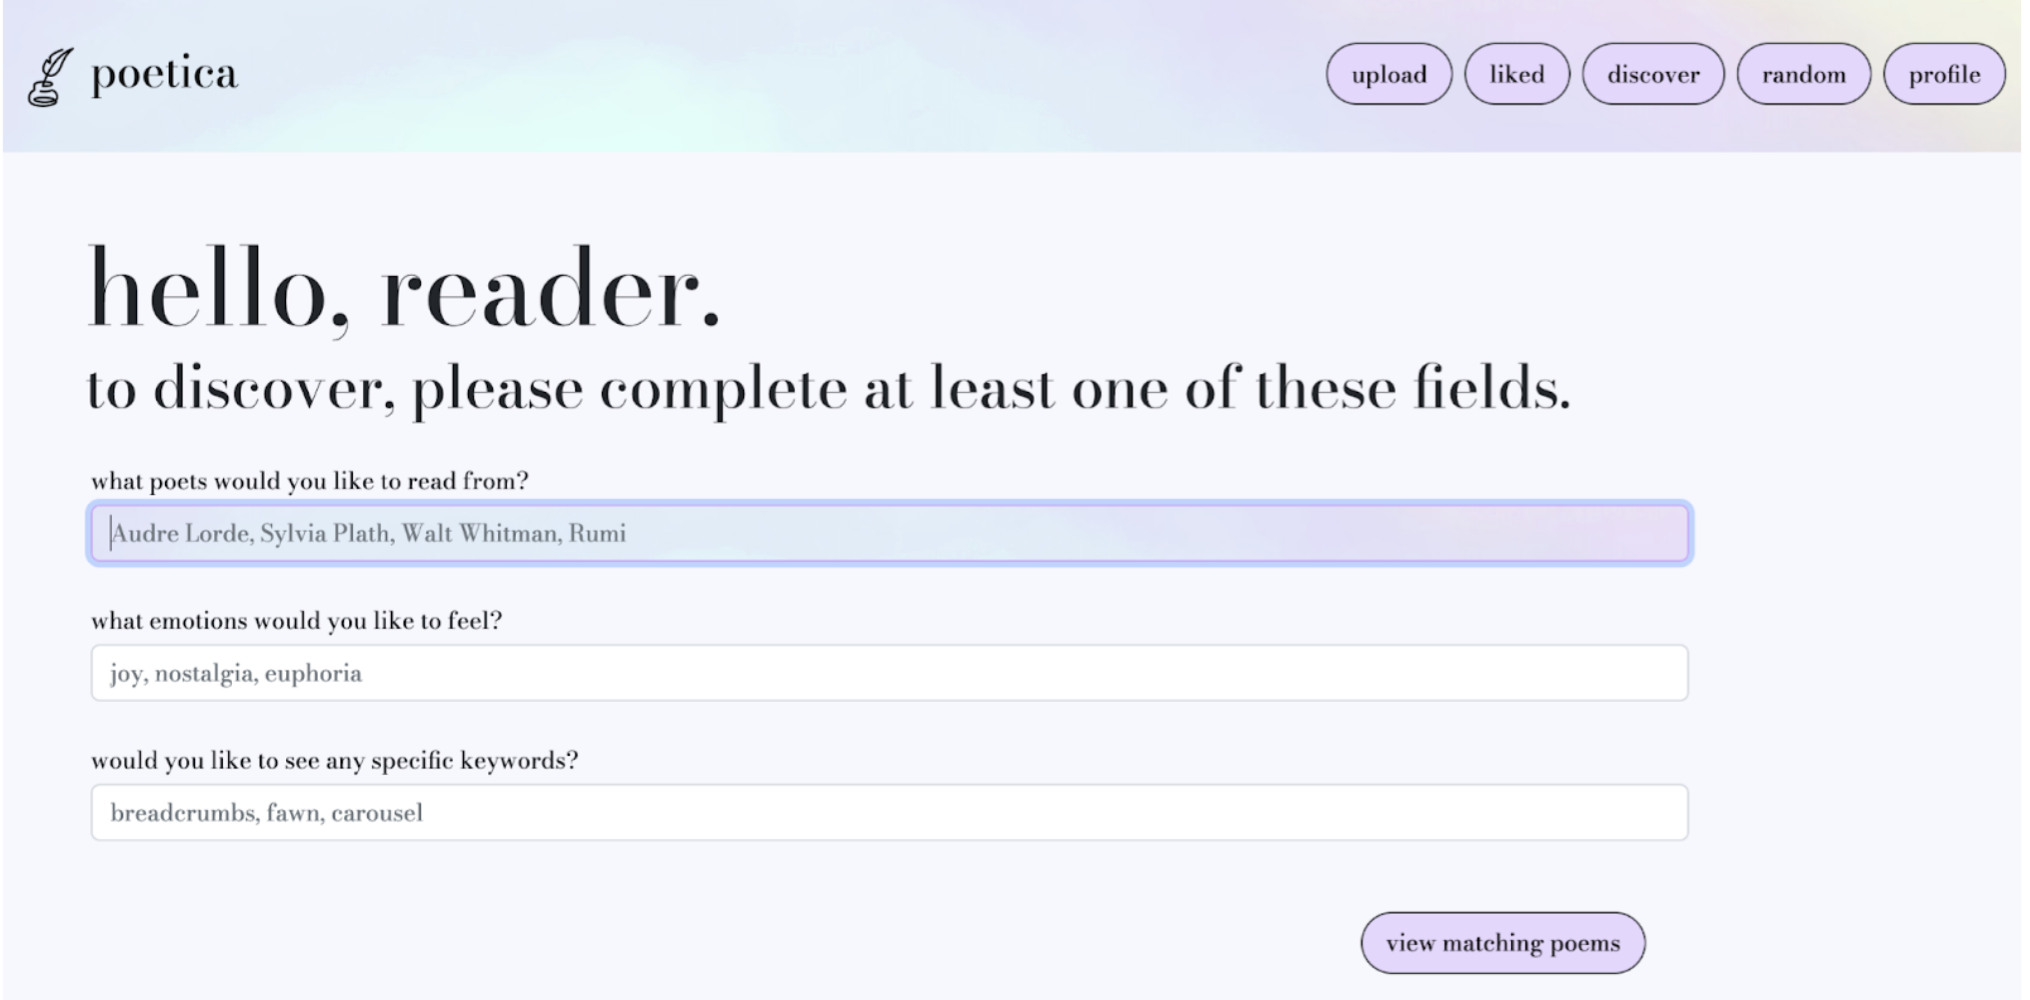 poetica
upload
liked
discover
random
profile
hello, reader.
to discover, please complete at least one of these fields.
what poets would you like to read from?
Audre Lorde, Sylvia Plath, Walt Whitman, Rumi
what emotions would you like to feel?
joy, nostalgia, euphoria
would you like to see any specific keywords?
breadcrumbs, fawn, carousel
view matching poems